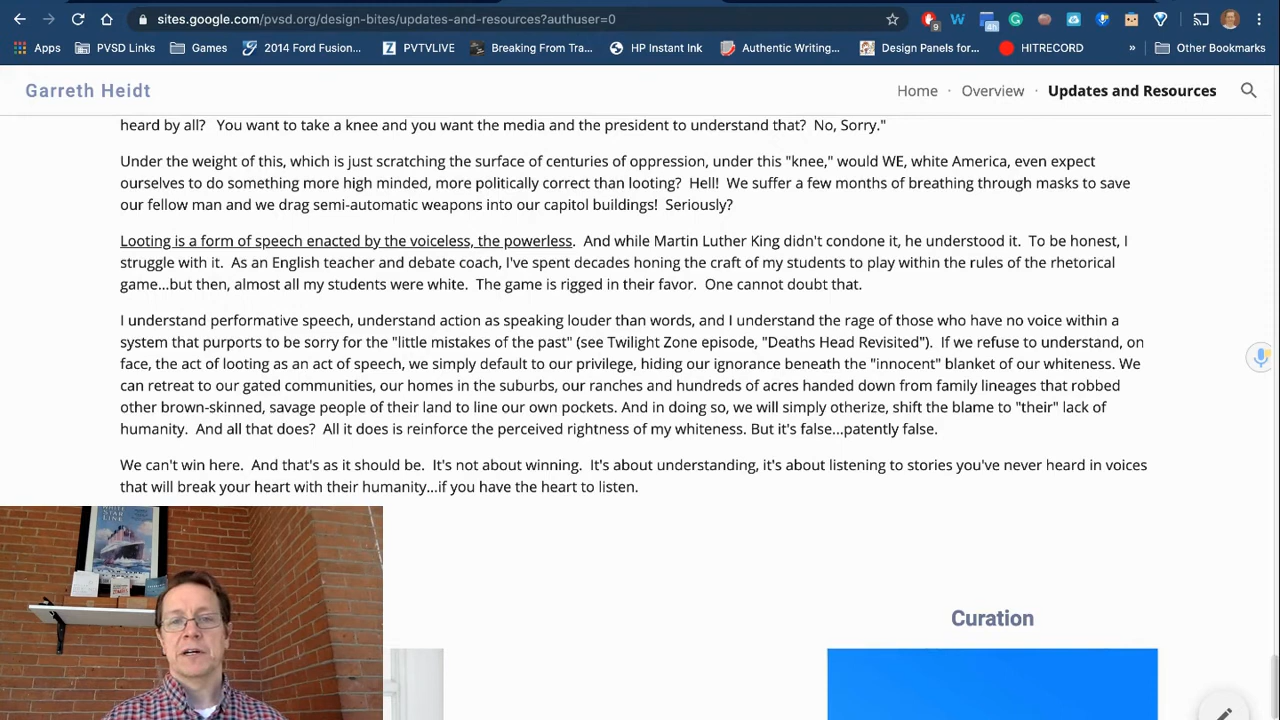 sites.google.com/pvsd.org/design-bites/updates-and-resources?authuser=0
9
W
4h
Apps
PVSD Links
Games
2014 Ford Fusion...
Z
PVTVLIVE
Breaking From Tra...
HP Instant Ink
Authentic Writing...
Design Panels for...
HITRECORD
»
Other Bookmarks
Garreth Heidt
Home · Overview · Updates and Resources
heard by all? You want to take a knee and you want the media and the president to understand that? No, Sorry."
Under the weight of this, which is just scratching the surface of centuries of oppression, under this "knee," would WE, white America, even expect
ourselves to do something more high minded, more politically correct than looting? Hell! We suffer a few months of breathing through masks to save
our fellow man and we drag semi-automatic weapons into our capitol buildings! Seriously?
Looting is a form of speech enacted by the voiceless, the powerless. And while Martin Luther King didn't condone it, he understood it. To be honest, I
struggle with it. As an English teacher and debate coach, I've spent decades honing the craft of my students to play within the rules of the rhetorical
game...but then, almost all my students were white. The game is rigged in their favor. One cannot doubt that.
I understand performative speech, understand action as speaking louder than words, and I understand the rage of those who have no voice within a
system that purports to be sorry for the "little mistakes of the past" (see Twilight Zone episode, "Deaths Head Revisited"). If we refuse to understand, on
face, the act of looting as an act of speech, we simply default to our privilege, hiding our ignorance beneath the "innocent" blanket of our whiteness. We
can retreat to our gated communities, our homes in the suburbs, our ranches and hundreds of acres handed down from family lineages that robbed
other brown-skinned, savage people of their land to line our own pockets. And in doing so, we will simply otherize, shift the blame to "their" lack of
humanity. And all that does? All it does is reinforce the perceived rightness of my whiteness. But it's false...patently false.
We can't win here. And that's as it should be. It's not about winning. It's about understanding, it's about listening to stories you've never heard in voices
that will break your heart with their humanity...if you have the heart to listen.
WHITE STAR
LINE
Curation